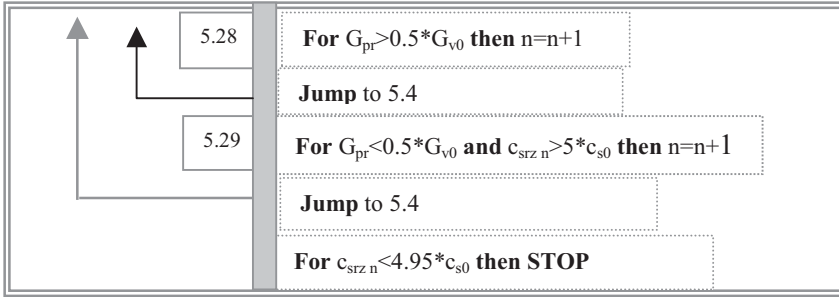 5.28 For Gpr>0.5*Gv0 then n=n+1
Jump to 5.4
5.29 For Gpr<0.5*Gv0 and csrz n>5*cs0 then n=n+1
Jump to 5.4
For csrz n<4.95*cs0 then STOP